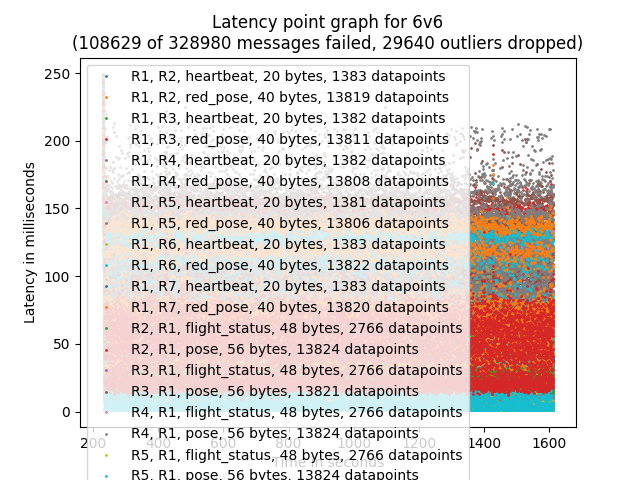 Latency point graph for 6v6
(108629 of 328980 messages failed, 29640 outliers dropped)
Latency in milliseconds
250
200
150
100
50
0
R1, R2, heartbeat, 20 bytes, 1383 datapoints
R1, R2, red_pose, 40 bytes, 13819 datapoints
R1, R3, heartbeat, 20 bytes, 1382 datapoints
R1, R3, red_pose, 40 bytes, 13811 datapoints
R1, R4, heartbeat, 20 bytes, 1382 datapoints
R1, R4, red_pose, 40 bytes, 13808 datapoints
R1, R5, heartbeat, 20 bytes, 1381 datapoints
R1, R5, red_pose, 40 bytes, 13806 datapoints
R1, R6, heartbeat, 20 bytes, 1383 datapoints
R1, R6, red_pose, 40 bytes, 13822 datapoints
R1, R7, heartbeat, 20 bytes, 1383 datapoints
R1, R7, red_pose, 40 bytes, 13820 datapoints
R2, R1, flight_status, 48 bytes, 2766 datapoints
R2, R1, pose, 56 bytes, 13824 datapoints
R3, R1, flight_status, 48 bytes, 2766 datapoints
R3, R1, pose, 56 bytes, 13821 datapoints
R4, R1, flight_status, 48 bytes, 2766 datapoints
R4, R1, pose, 56 bytes, 13824 datapoints
R5, R1, flight_status, 48 bytes, 2766 datapoints
R5, R1, pose, 56 bytes, 13824 datapoints
200 400 600 800 1000 1200 1400 1600
Time in seconds